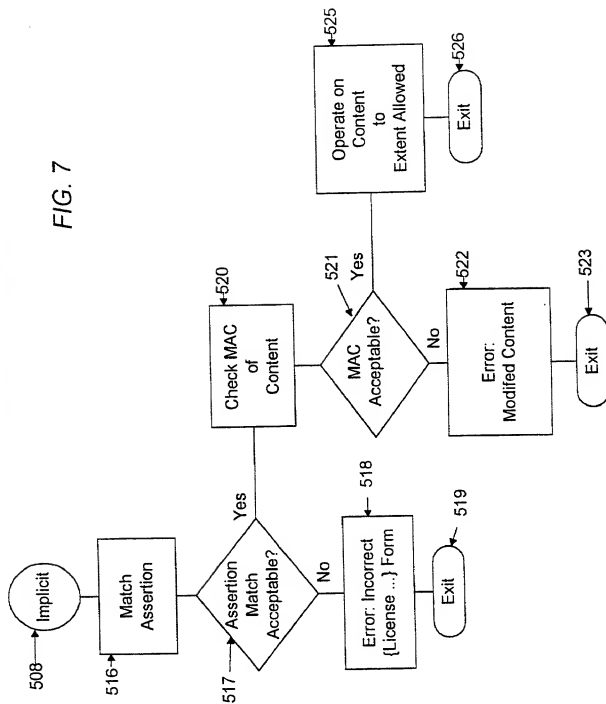 FIG. 7
508
Implicit
516
Match
Assertion
517
Assertion
Match
Acceptable?
Yes
No
518
Error: Incorrect
{License ...} Form
519
Exit
520
Check MAC
of
Content
521
MAC
Acceptable?
Yes
No
522
Error:
Modifed Content
523
Exit
525
Operate on
Content
to
Extent Allowed
526
Exit